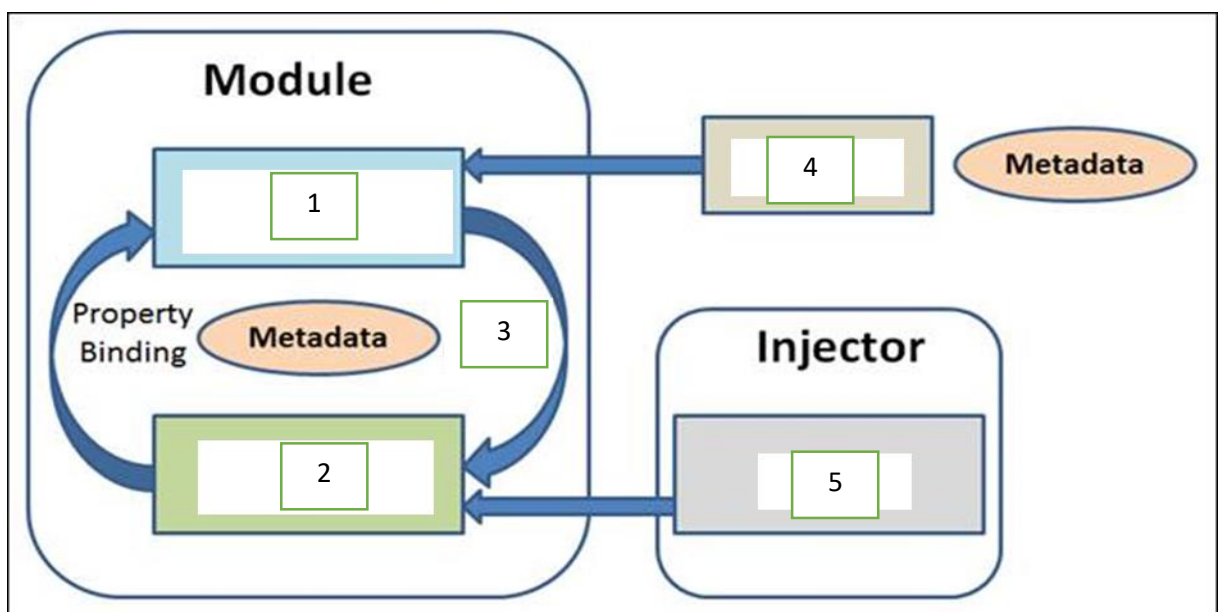 Module
1
4
Metadata
Property
Binding
Metadata
3
Injector
2
5